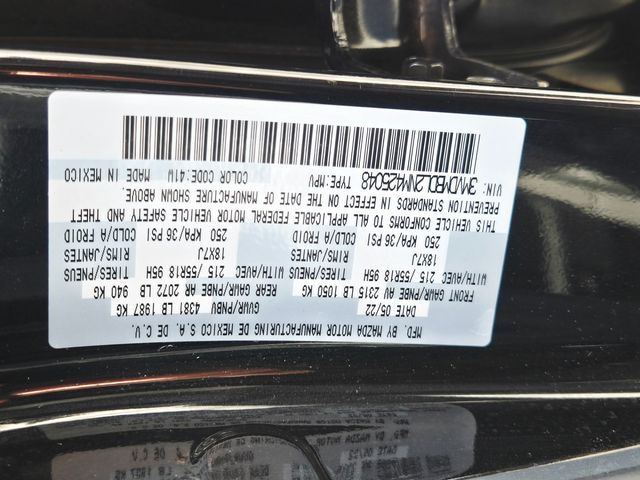 MFD. BY MAZDA MOTOR MANUFACTURING DE MEXICO S.A. DE C.V.
DATE 05/22 GVWR/PNBV 4381 LB 1987 KG
FRONT GAWR/PNBE AV 2315 LB 1050 KG REAR GAWR/PNBE AR 2072 LB 940 KG
WITH/AVEC 215 /55R18 95H TIRES/PNEUS WITH/AVEC 215 /55R18 95H TIRES/PNEUS
18X7J RIMS/JANTES 18X7J RIMS/JANTES
250 KPA/36 PSI COLD/A FROID 250 KPA/36 PSI COLD/A FROID
THIS VEHICLE CONFORMS TO ALL APPLICABLE FEDERAL MOTOR VEHICLE SAFETY AND THEFT
PREVENTION STANDARDS IN EFFECT ON THE DATE OF MANUFACTURE SHOWN ABOVE.
VIN: 3MVDMBDL2NM425048 TYPE:MPV COLOR CODE:41W MADE IN MEXICO